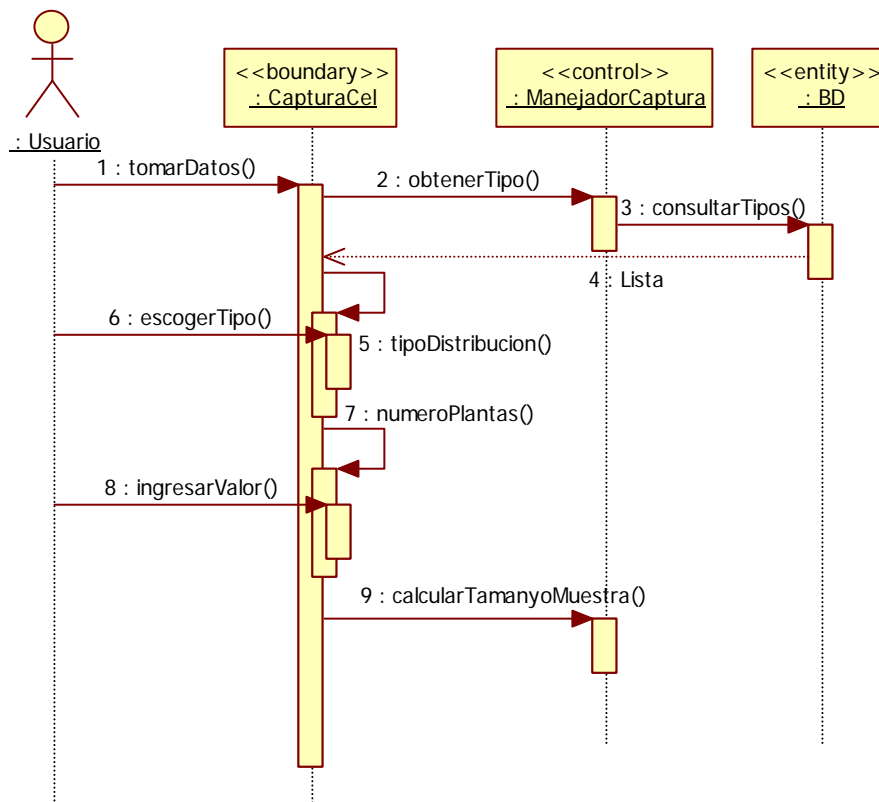 <<boundary>>
: CapturaCel
<<control>>
: ManejadorCaptura
<<entity>>
: BD
: Usuario
1 : tomarDatos()
2 : obtenerTipo()
3 : consultarTipos()
4 : Lista
6 : escogerTipo()
5 : tipoDistribucion()
7 : numeroPlantas()
8 : ingresarValor()
9 : calcularTamanyoMuestra()